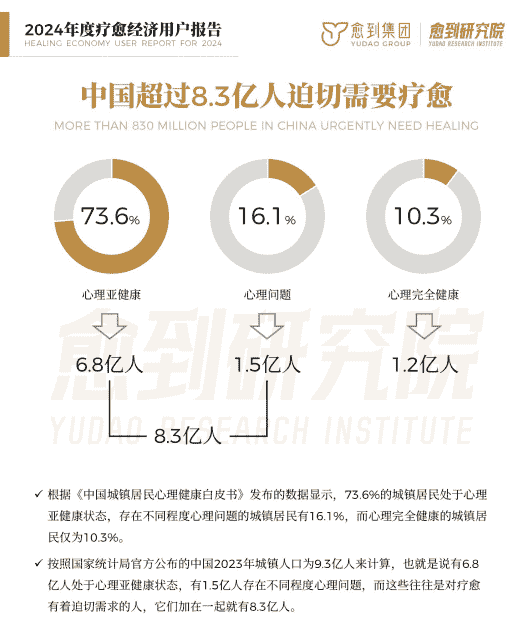 2024年度疗愈经济用户报告
HEALING ECONOMY USER REPORT FOR 2024
愈到集团
YUDAO GROUP
愈到研究院
YUDAO RESEARCH INSTITUTE
中国超过8.3亿人迫切需要疗愈
MORE THAN 830 MILLION PEOPLE IN CHINA URGENTLY NEED HEALING
73.6%
16.1%
10.3%
心理亚健康
心理问题
心理完全健康
愈到研究院
6.8亿人
1.5亿人
1.2亿人
YUDAO RESEARCH INSTITUTE
8.3亿人
✓ 根据《中国城镇居民心理健康白皮书》发布的数据显示，73.6%的城镇居民处于心理
亚健康状态，存在不同程度心理问题的城镇居民有16.1%，而心理完全健康的城镇居
民仅为10.3%。
✓ 按照国家统计局官方公布的中国2023年城镇人口为9.3亿人来计算，也就是说有6.8
亿人处于心理亚健康状态，有1.5亿人存在不同程度心理问题，而这些往往是对疗愈
有着迫切需求的人，它们加在一起就有8.3亿人。